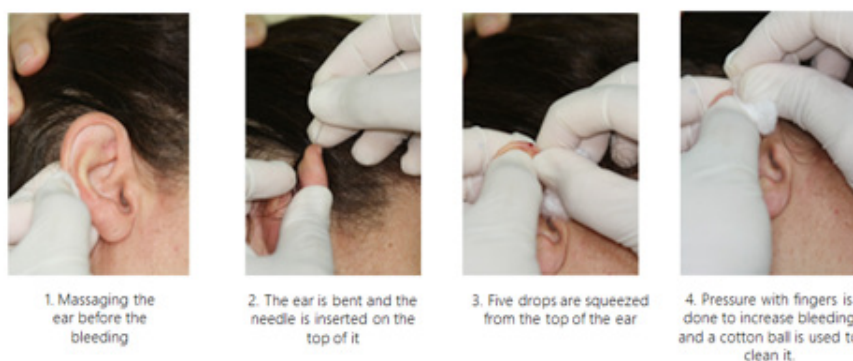 1. Massaging the
ear before the
bleeding
2. The ear is bent and the
needle is inserted on the
top of it
3. Five drops are squeezed
from the top of the ear
4. Pressure with fingers is
done to increase bleeding
and a cotton ball is used to
clean it.